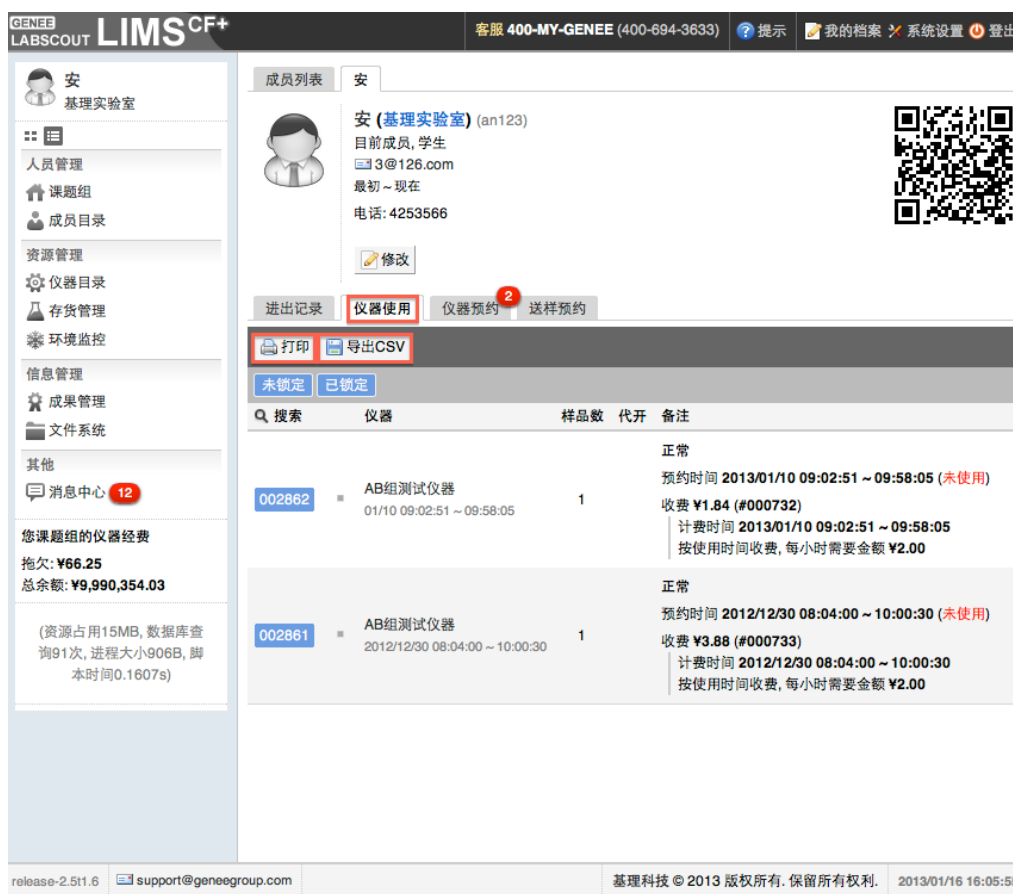 GENEE
LABSCOUT LIMS CF+
客服 400-MY-GENEE (400-694-3633)
提示
我的档案
系统设置
登出
安
基理实验室
人员管理
课题组
成员目录
资源管理
仪器目录
存货管理
环境监控
信息管理
成果管理
文件系统
其他
消息中心 12
您课题组的仪器经费
拖欠: ¥66.25
总余额: ¥9,990,354.03
(资源占用15MB, 数据库查
询91次, 进程大小906B, 脚
本时间0.1607s)
成员列表 安
安 (基理实验室) (an123)
目前成员, 学生
3@126.com
最初 ~ 现在
电话: 4253566
修改
进出记录 仪器使用 仪器预约 2 送样预约
打印 导出CSV
未锁定 已锁定
搜索 仪器 样品数 代开 备注
正常
预约时间 2013/01/10 09:02:51 ~ 09:58:05 (未使用)
002862 AB组测试仪器 1
01/10 09:02:51 ~ 09:58:05
收费 ¥1.84 (#000732)
计费时间 2013/01/10 09:02:51 ~ 09:58:05
按使用时间收费, 每小时需要金额 ¥2.00
正常
预约时间 2012/12/30 08:04:00 ~ 10:00:30 (未使用)
002861 AB组测试仪器 1
2012/12/30 08:04:00 ~ 10:00:30
收费 ¥3.88 (#000733)
计费时间 2012/12/30 08:04:00 ~ 10:00:30
按使用时间收费, 每小时需要金额 ¥2.00
release-2.5t1.6 support@geneegroup.com 基理科技 © 2013 版权所有. 保留所有权利. 2013/01/16 16:05:5